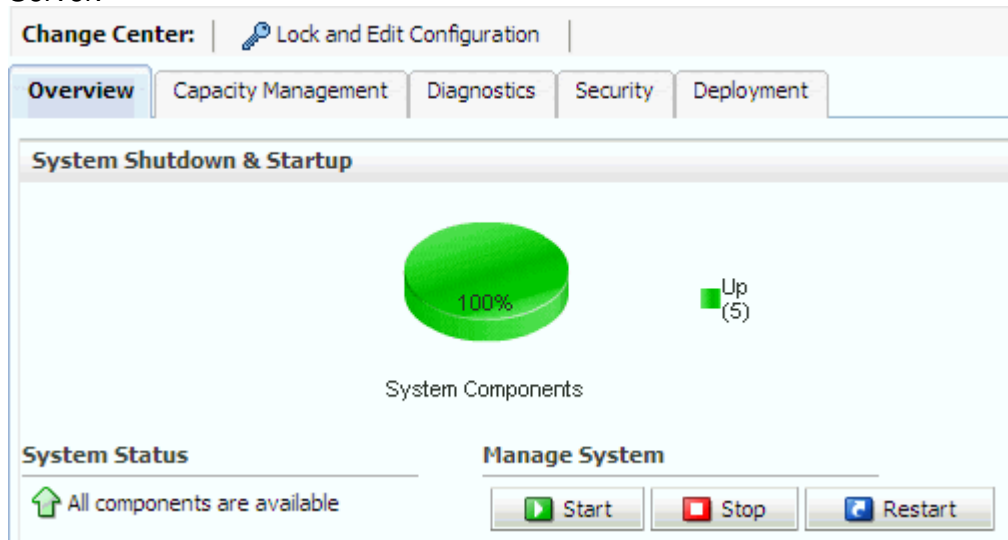 Server.
Change Center: Lock and Edit Configuration
Overview Capacity Management Diagnostics Security Deployment
System Shutdown & Startup
100%
Up
(5)
System Components
System Status Manage System
All components are available Start Stop Restart